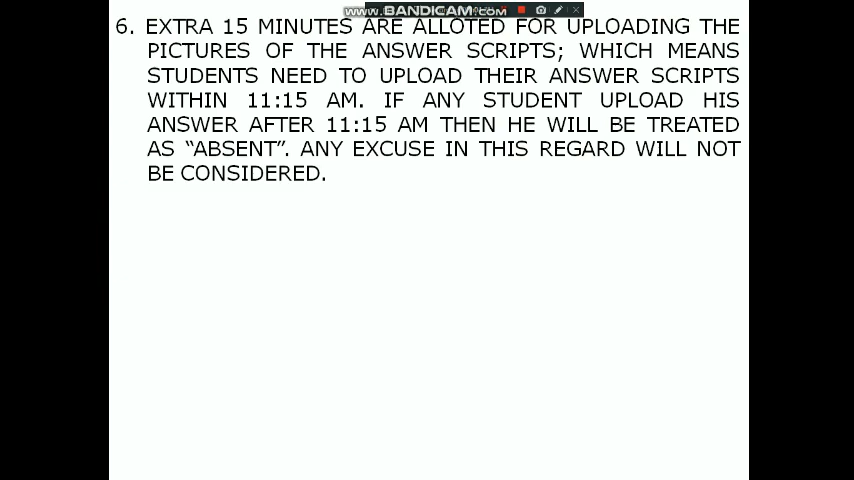 www.BANDICAM.COM
6. EXTRA 15 MINUTES ARE ALLOTED FOR UPLOADING THE
PICTURES OF THE ANSWER SCRIPTS; WHICH MEANS
STUDENTS NEED TO UPLOAD THEIR ANSWER SCRIPTS
WITHIN 11:15 AM. IF ANY STUDENT UPLOAD HIS
ANSWER AFTER 11:15 AM THEN HE WILL BE TREATED
AS “ABSENT”. ANY EXCUSE IN THIS REGARD WILL NOT
BE CONSIDERED.